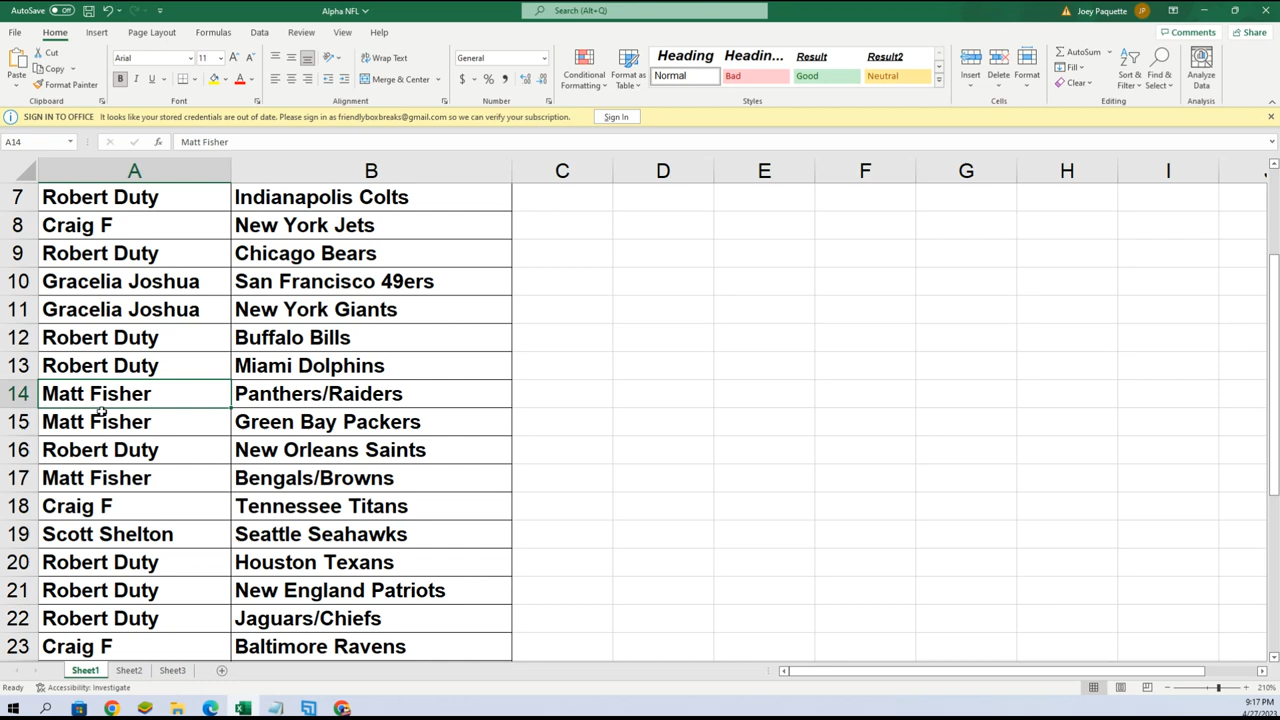 AutoSave Off Alpha NFL Search (Alt+Q) Joey Paquette JP
File Home Insert Page Layout Formulas Data Review View Help Comments Share
Paste Cut Copy Format Painter Clipboard
Arial 11 B I U Font
Wrap Text Merge & Center Alignment
General $ % Number
Conditional Formatting Format as Table
Heading Headin... Result Result2
Normal Bad Good Neutral
Styles
Insert Delete Format Cells
AutoSum Fill Clear Sort & Filter Find & Select Editing
Analyze Data Analysis
SIGN IN TO OFFICE It looks like your stored credentials are out of date. Please sign in as friendlyboxbreaks@gmail.com so we can verify your subscription. Sign In
A14 fx Matt Fisher
A B C D E F G H I
7 Robert Duty Indianapolis Colts
8 Craig F New York Jets
9 Robert Duty Chicago Bears
10 Gracelia Joshua San Francisco 49ers
11 Gracelia Joshua New York Giants
12 Robert Duty Buffalo Bills
13 Robert Duty Miami Dolphins
14 Matt Fisher Panthers/Raiders
15 Matt Fisher Green Bay Packers
16 Robert Duty New Orleans Saints
17 Matt Fisher Bengals/Browns
18 Craig F Tennessee Titans
19 Scott Shelton Seattle Seahawks
20 Robert Duty Houston Texans
21 Robert Duty New England Patriots
22 Robert Duty Jaguars/Chiefs
23 Craig F Baltimore Ravens
Sheet1 Sheet2 Sheet3
Ready Accessibility: Investigate 210%
9:17 PM
4/27/2023